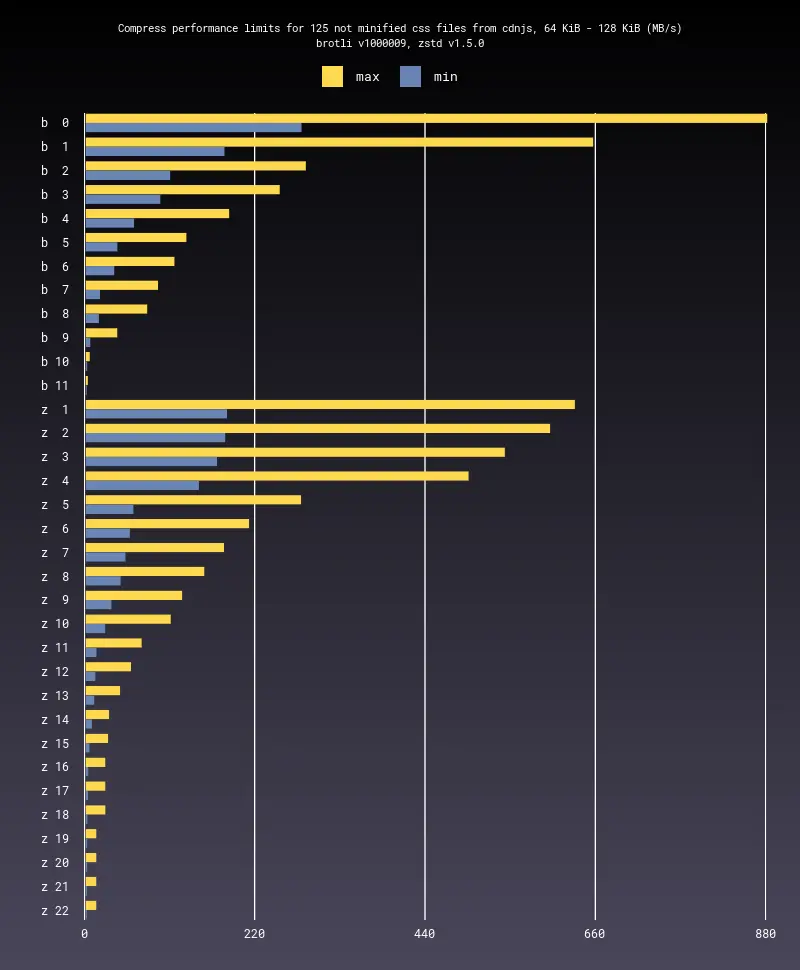 Compress performance limits for 125 not minified css files from cdnjs, 64 KiB - 128 KiB (MB/s)
brotli v1000009, zstd v1.5.0
max min
b 0
b 1
b 2
b 3
b 4
b 5
b 6
b 7
b 8
b 9
b 10
b 11
z 1
z 2
z 3
z 4
z 5
z 6
z 7
z 8
z 9
z 10
z 11
z 12
z 13
z 14
z 15
z 16
z 17
z 18
z 19
z 20
z 21
z 22
0 220 440 660 880